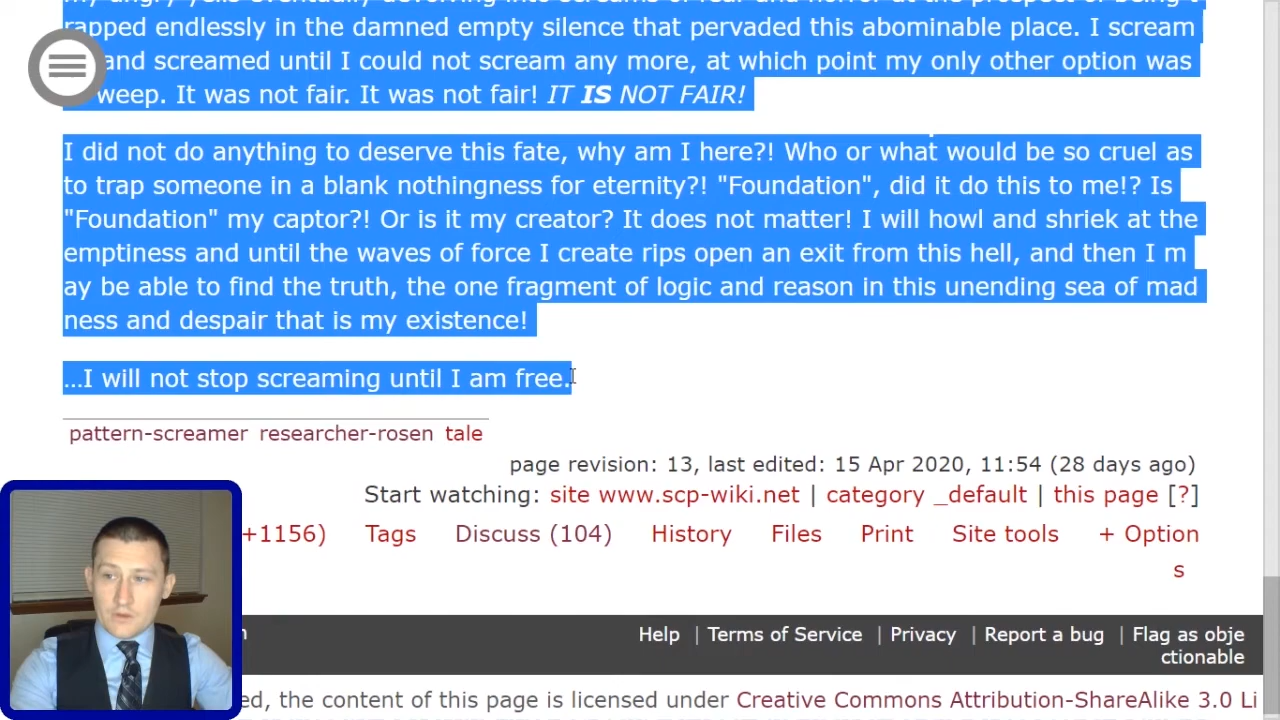 rapped endlessly in the damned empty silence that pervaded this abominable place. I scream
and screamed until I could not scream any more, at which point my only other option was
weep. It was not fair. It was not fair! IT IS NOT FAIR!
I did not do anything to deserve this fate, why am I here?! Who or what would be so cruel as
to trap someone in a blank nothingness for eternity?! "Foundation", did it do this to me!? Is
"Foundation" my captor?! Or is it my creator? It does not matter! I will howl and shriek at the
emptiness and until the waves of force I create rips open an exit from this hell, and then I m
ay be able to find the truth, the one fragment of logic and reason in this unending sea of mad
ness and despair that is my existence!
…I will not stop screaming until I am free.
pattern-screamer researcher-rosen tale
page revision: 13, last edited: 15 Apr 2020, 11:54 (28 days ago)
Start watching: site www.scp-wiki.net | category _default | this page [?]
+1156) Tags Discuss (104) History Files Print Site tools + Option
s
Help | Terms of Service | Privacy | Report a bug | Flag as obje
ctionable
ed, the content of this page is licensed under Creative Commons Attribution-ShareAlike 3.0 Li